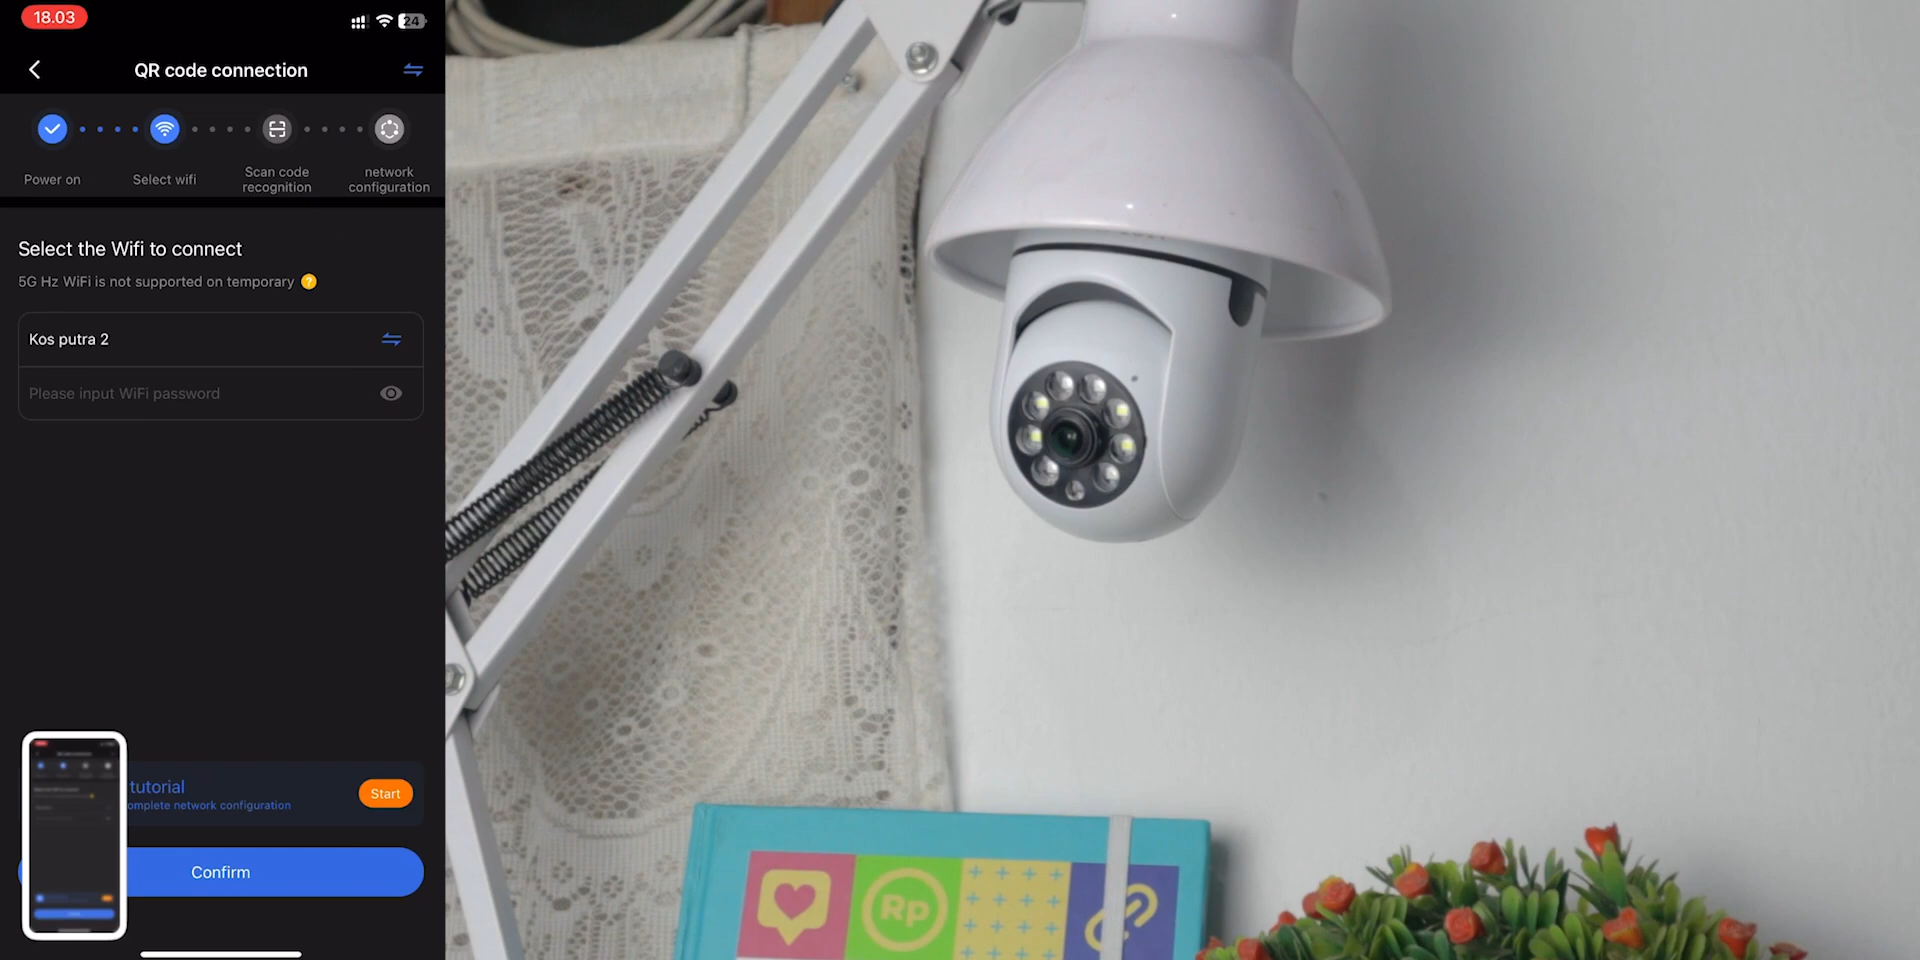 18.03
24
QR code connection
Power on
Select wifi
Scan code
recognition
network
configuration
Select the Wifi to connect
5G Hz WiFi is not supported on temporary ?
Kos putra 2
Please input WiFi password
tutorial
omplete network configuration
Start
Confirm
Rp